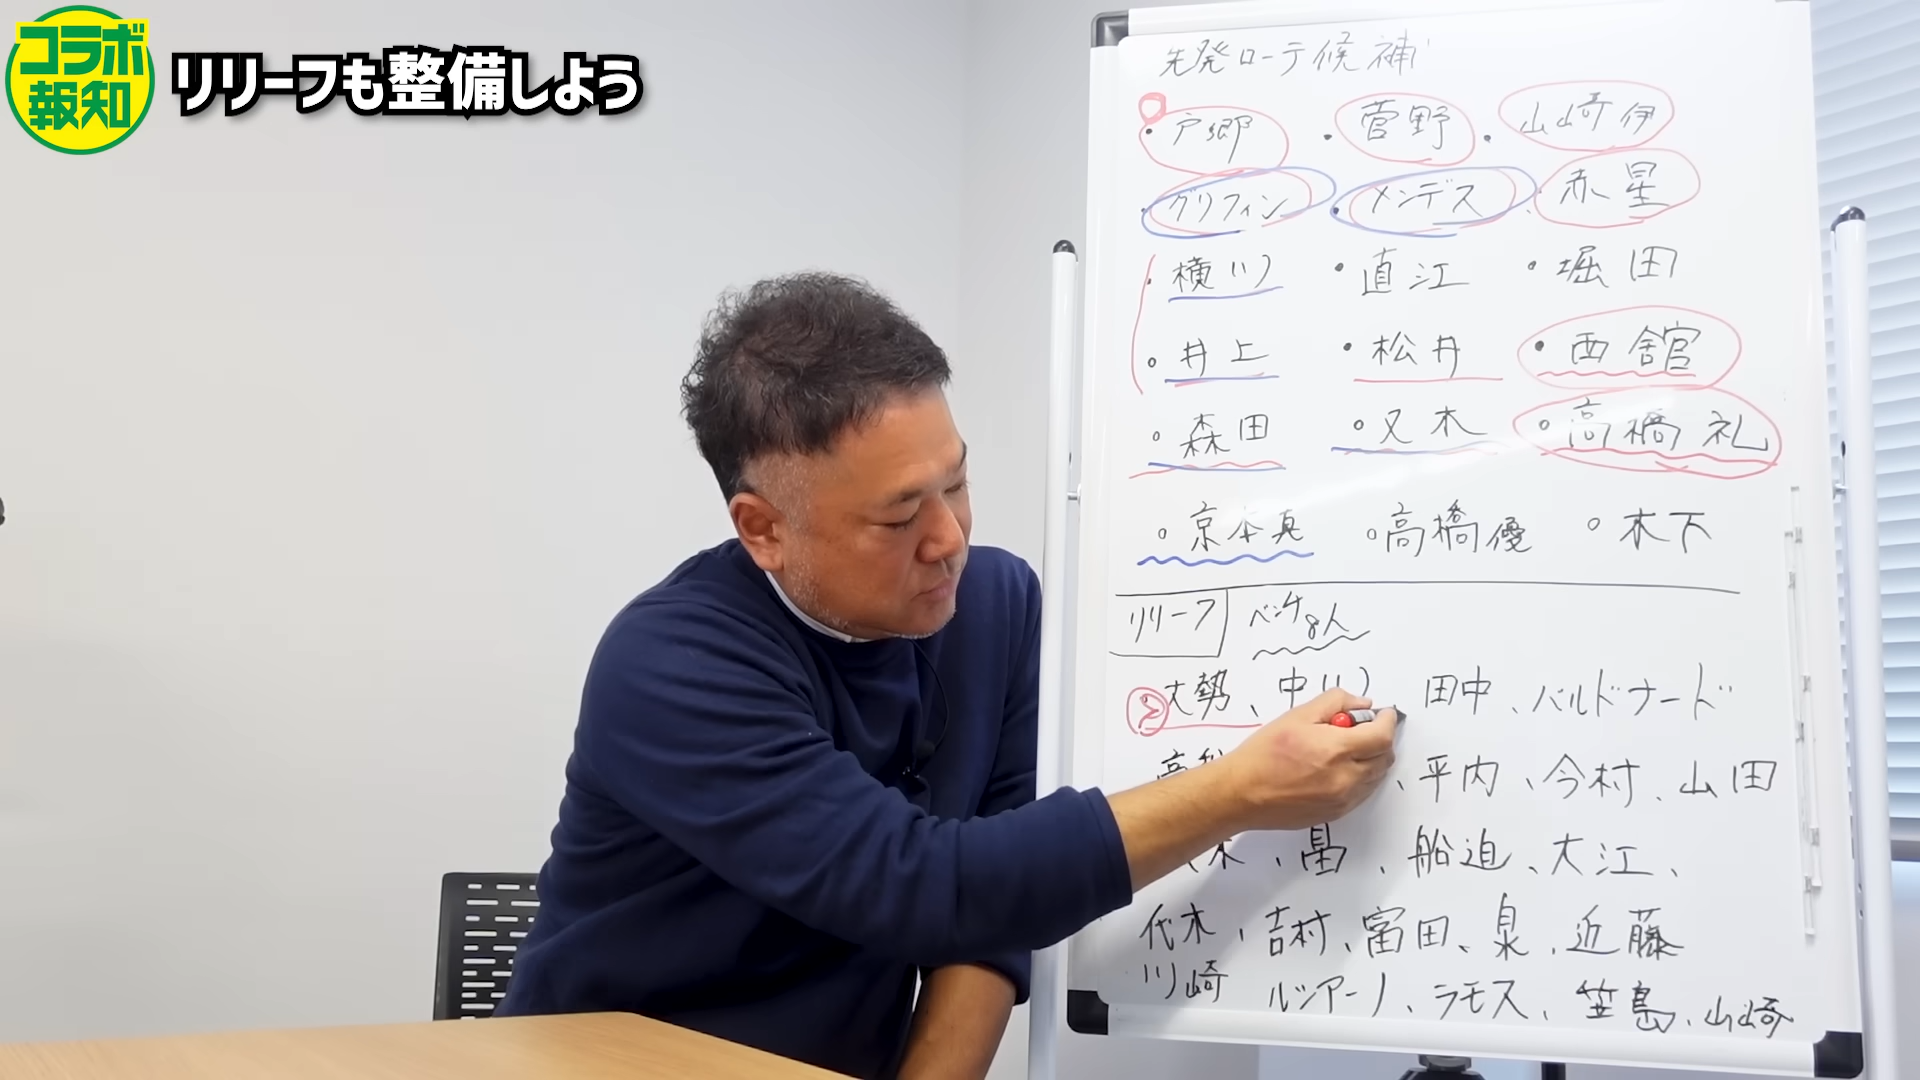 コラボ
報知
リリーフも整備しよう
先発ローテ候補
・戸郷 ・菅野 ・山崎伊
・グリフィン ・メンデス ・赤星
・横川 ・直江 ・堀田
。井上 ・松井 ・西舘
。森田 。又木 。高橋礼
。京本真 。高橋優 。木下
リリーフ ベンチ8人
大勢、中川 田中、バルドナード
、平内、今村、山田
木、畠、船迫、大江、
代木、吉村、富田、泉、近藤
川崎 ルシアーノ、ラモス、笠島、山崎